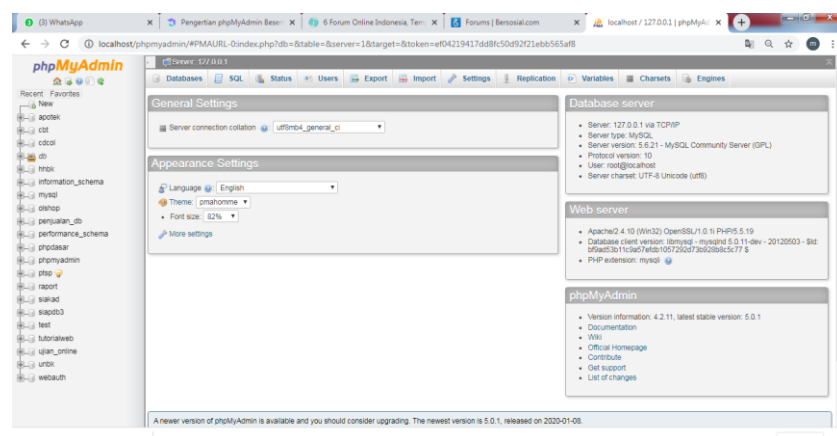 (3) WhatsApp
Pengertian phpMyAdmin Beser
6 Forum Online Indonesia, Tem
Forums | Bersosial.com
localhost / 127.0.0.1 | phpMyAd
localhost/phpmyadmin/#PMAURL-0:index.php?db=&table=&server=1&target=&token=ef04219417dd8fc50d92f21ebb565af8
phpMyAdmin
Recent Favorites
New
apotek
cbt
cdcol
db
hhbk
information_schema
mysql
olshop
penjualan_db
performance_schema
phpdasar
phpmyadmin
ptsp
raport
siakad
siapdb3
test
tutorialweb
ujian_online
unbk
webauth
Server: 127.0.0.1
Databases SQL Status Users Export Import Settings Replication Variables Charsets Engines
General Settings
Server connection collation : utf8mb4_general_ci
Appearance Settings
Language : English
Theme: pmahomme
Font size: 82%
More settings
Database server
Server: 127.0.0.1 via TCP/IP
Server type: MySQL
Server version: 5.6.21 - MySQL Community Server (GPL)
Protocol version: 10
User: root@localhost
Server charset: UTF-8 Unicode (utf8)
Web server
Apache/2.4.10 (Win32) OpenSSL/1.0.1i PHP/5.5.19
Database client version: libmysql - mysqlnd 5.0.11-dev - 20120503 - $Id:
bf9ad53b11c9a57efdb1057292d73b928b8c5c77 $
PHP extension: mysqli
phpMyAdmin
Version information: 4.2.11, latest stable version: 5.0.1
Documentation
Wiki
Official Homepage
Contribute
Get support
List of changes
A newer version of phpMyAdmin is available and you should consider upgrading. The newest version is 5.0.1, released on 2020-01-08.